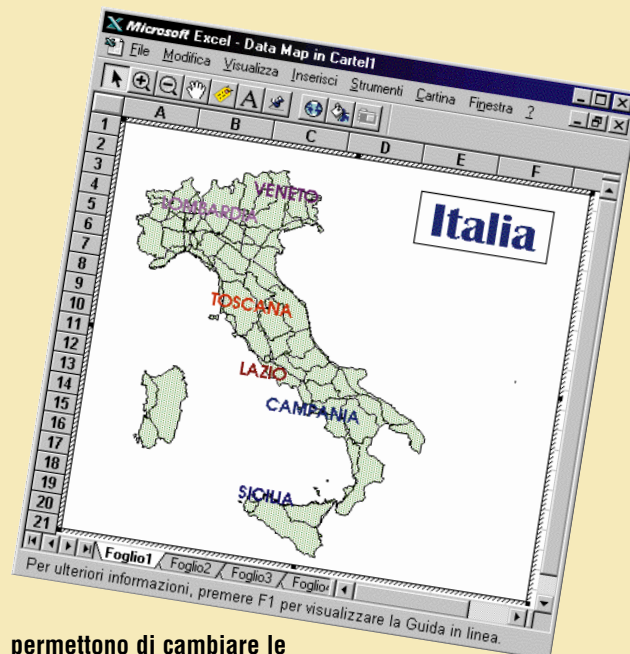 Microsoft Excel - Data Map in Cartel1
File Modifica Visualizza Inserisci Strumenti Cartina Finestra ?
A
A B C D E F
1
2
3
4
5
6
7
8
9
10
11
12
13
14
15
16
17
18
19
20
21
VENETO
LOMBARDIA
Italia
TOSCANA
LAZIO
CAMPANIA
SICILIA
Foglio1 Foglio2 Foglio3 Foglio
Per ulteriori informazioni, premere F1 per visualizzare la Guida in linea.
permettono di cambiare le